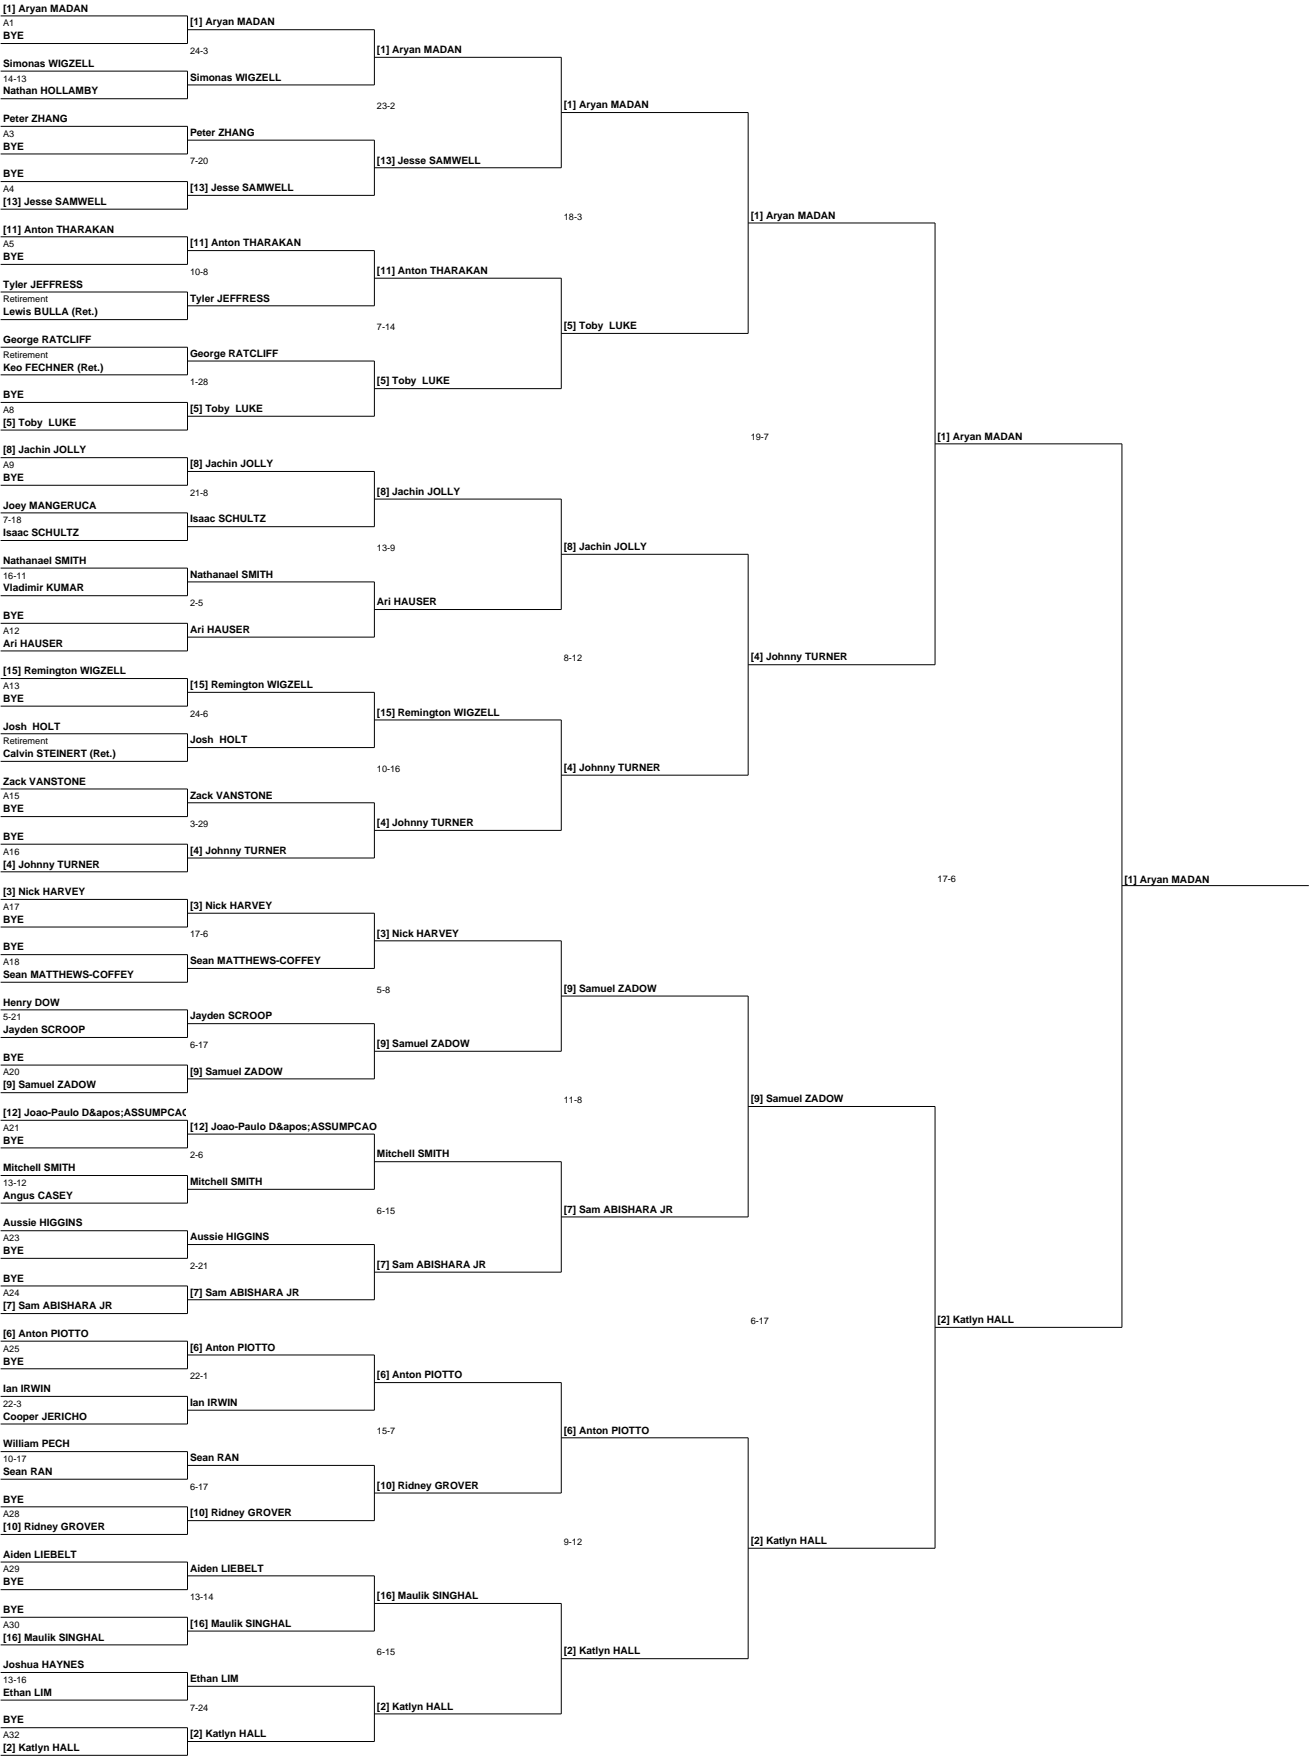 [1] Aryan MADAN
A1
BYE
Simonas WIGZELL
14-13
Nathan HOLLAMBY
Peter ZHANG
A3
BYE
BYE
A4
[13] Jesse SAMWELL
[11] Anton THARAKAN
A5
BYE
Tyler JEFFRESS
Retirement
Lewis BULLA (Ret.)
George RATCLIFF
Retirement
Keo FECHNER (Ret.)
BYE
A8
[5] Toby  LUKE
[8] Jachin JOLLY
A9
BYE
Joey MANGERUCA
7-18
Isaac SCHULTZ
Nathanael SMITH
16-11
Vladimir KUMAR
BYE
A12
Ari HAUSER
[15] Remington WIGZELL
A13
BYE
Josh  HOLT
Retirement
Calvin STEINERT (Ret.)
Zack VANSTONE
A15
BYE
BYE
A16
[4] Johnny TURNER
[3] Nick HARVEY
A17
BYE
BYE
A18
Sean MATTHEWS-COFFEY
Henry DOW
5-21
Jayden SCROOP
BYE
A20
[9] Samuel ZADOW
[12] Joao-Paulo D&apos;ASSUMPCAO
A21
BYE
Mitchell SMITH
13-12
Angus CASEY
Aussie HIGGINS
A23
BYE
BYE
A24
[7] Sam ABISHARA JR
[6] Anton PIOTTO
A25
BYE
Ian IRWIN
22-3
Cooper JERICHO
William PECH
10-17
Sean RAN
BYE
A28
[10] Ridney GROVER
Aiden LIEBELT
A29
BYE
BYE
A30
[16] Maulik SINGHAL
Joshua HAYNES
13-16
Ethan LIM
BYE
A32
[2] Katlyn HALL
[1] Aryan MADAN
24-3
Simonas WIGZELL
Peter ZHANG
7-20
[13] Jesse SAMWELL
[11] Anton THARAKAN
10-8
Tyler JEFFRESS
George RATCLIFF
1-28
[5] Toby  LUKE
[8] Jachin JOLLY
21-8
Isaac SCHULTZ
Nathanael SMITH
2-5
Ari HAUSER
[15] Remington WIGZELL
24-6
Josh  HOLT
Zack VANSTONE
3-29
[4] Johnny TURNER
[3] Nick HARVEY
17-6
Sean MATTHEWS-COFFEY
Jayden SCROOP
6-17
[9] Samuel ZADOW
[12] Joao-Paulo D&apos;ASSUMPCAO
2-6
Mitchell SMITH
Aussie HIGGINS
2-21
[7] Sam ABISHARA JR
[6] Anton PIOTTO
22-1
Ian IRWIN
Sean RAN
6-17
[10] Ridney GROVER
Aiden LIEBELT
13-14
[16] Maulik SINGHAL
Ethan LIM
7-24
[2] Katlyn HALL
[1] Aryan MADAN
23-2
[13] Jesse SAMWELL
[11] Anton THARAKAN
7-14
[5] Toby  LUKE
[8] Jachin JOLLY
13-9
Ari HAUSER
[15] Remington WIGZELL
10-16
[4] Johnny TURNER
[3] Nick HARVEY
5-8
[9] Samuel ZADOW
Mitchell SMITH
6-15
[7] Sam ABISHARA JR
[6] Anton PIOTTO
15-7
[10] Ridney GROVER
[16] Maulik SINGHAL
6-15
[2] Katlyn HALL
[1] Aryan MADAN
18-3
[5] Toby  LUKE
[8] Jachin JOLLY
8-12
[4] Johnny TURNER
[9] Samuel ZADOW
11-8
[7] Sam ABISHARA JR
[6] Anton PIOTTO
9-12
[2] Katlyn HALL
[1] Aryan MADAN
19-7
[4] Johnny TURNER
[9] Samuel ZADOW
6-17
[2] Katlyn HALL
[1] Aryan MADAN
17-6
[2] Katlyn HALL
[1] Aryan MADAN